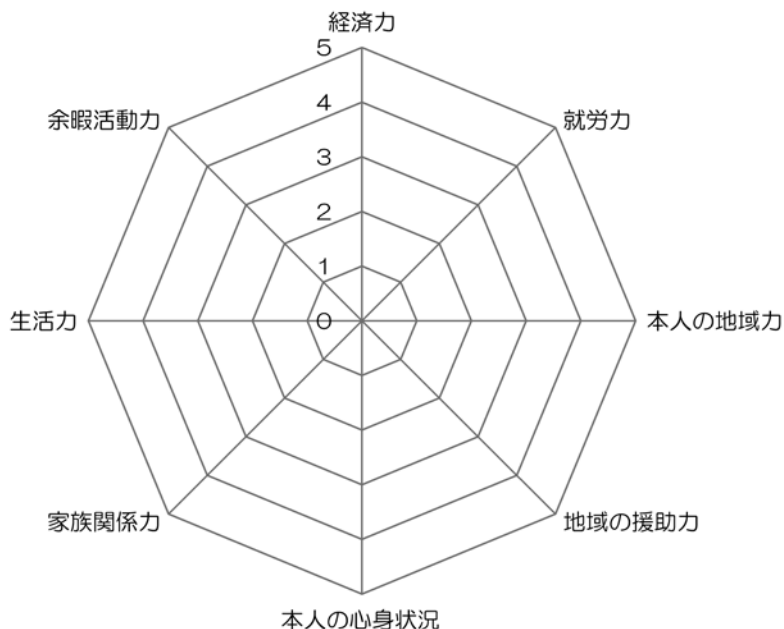 経済力
5
4
3
2
1
0
余暇活動力
就労力
生活力
本人の地域力
家族関係力
地域の援助力
本人の心身状況